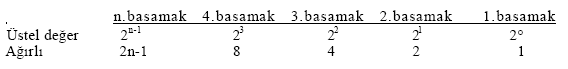 n.basamak 4.basamak 3.basamak 2.basamak 1.basamak
Üstel değer 2ⁿ⁻¹ 2³ 2² 2¹ 2°
Ağırlı 2n-1 8 4 2 1